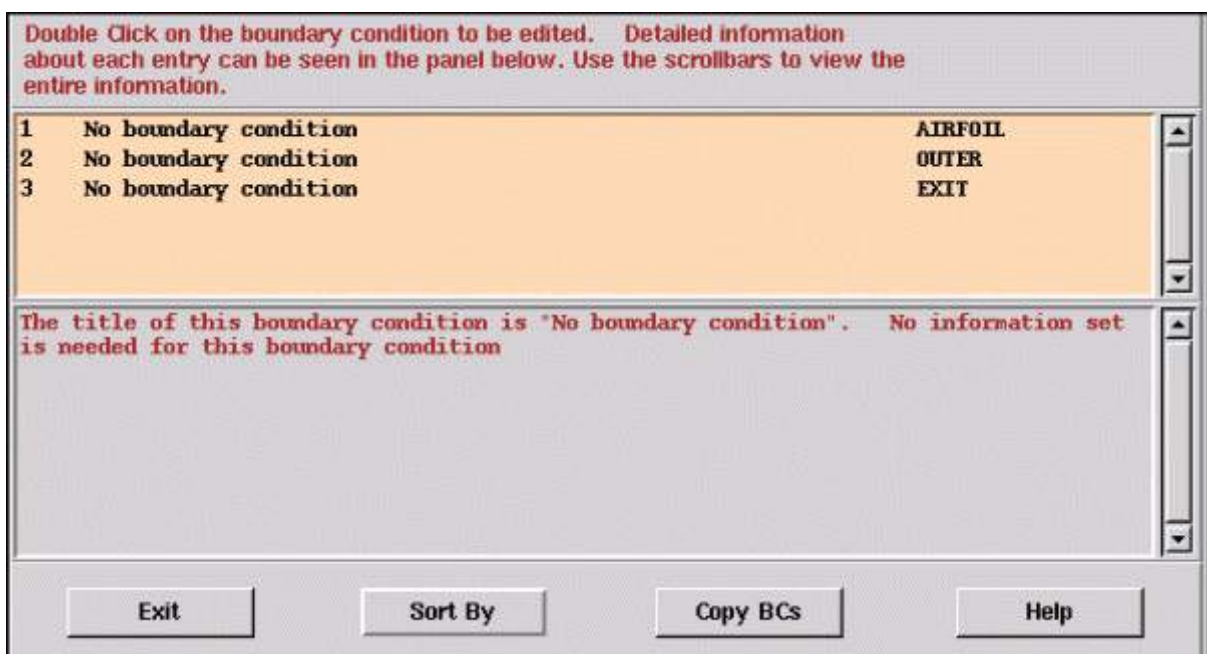 Double Click on the boundary condition to be edited. Detailed information
about each entry can be seen in the panel below. Use the scrollbars to view the
entire information.
1 No boundary condition AIRFOIL
2 No boundary condition OUTER
3 No boundary condition EXIT
The title of this boundary condition is "No boundary condition". No information set
is needed for this boundary condition
Exit Sort By Copy BCs Help